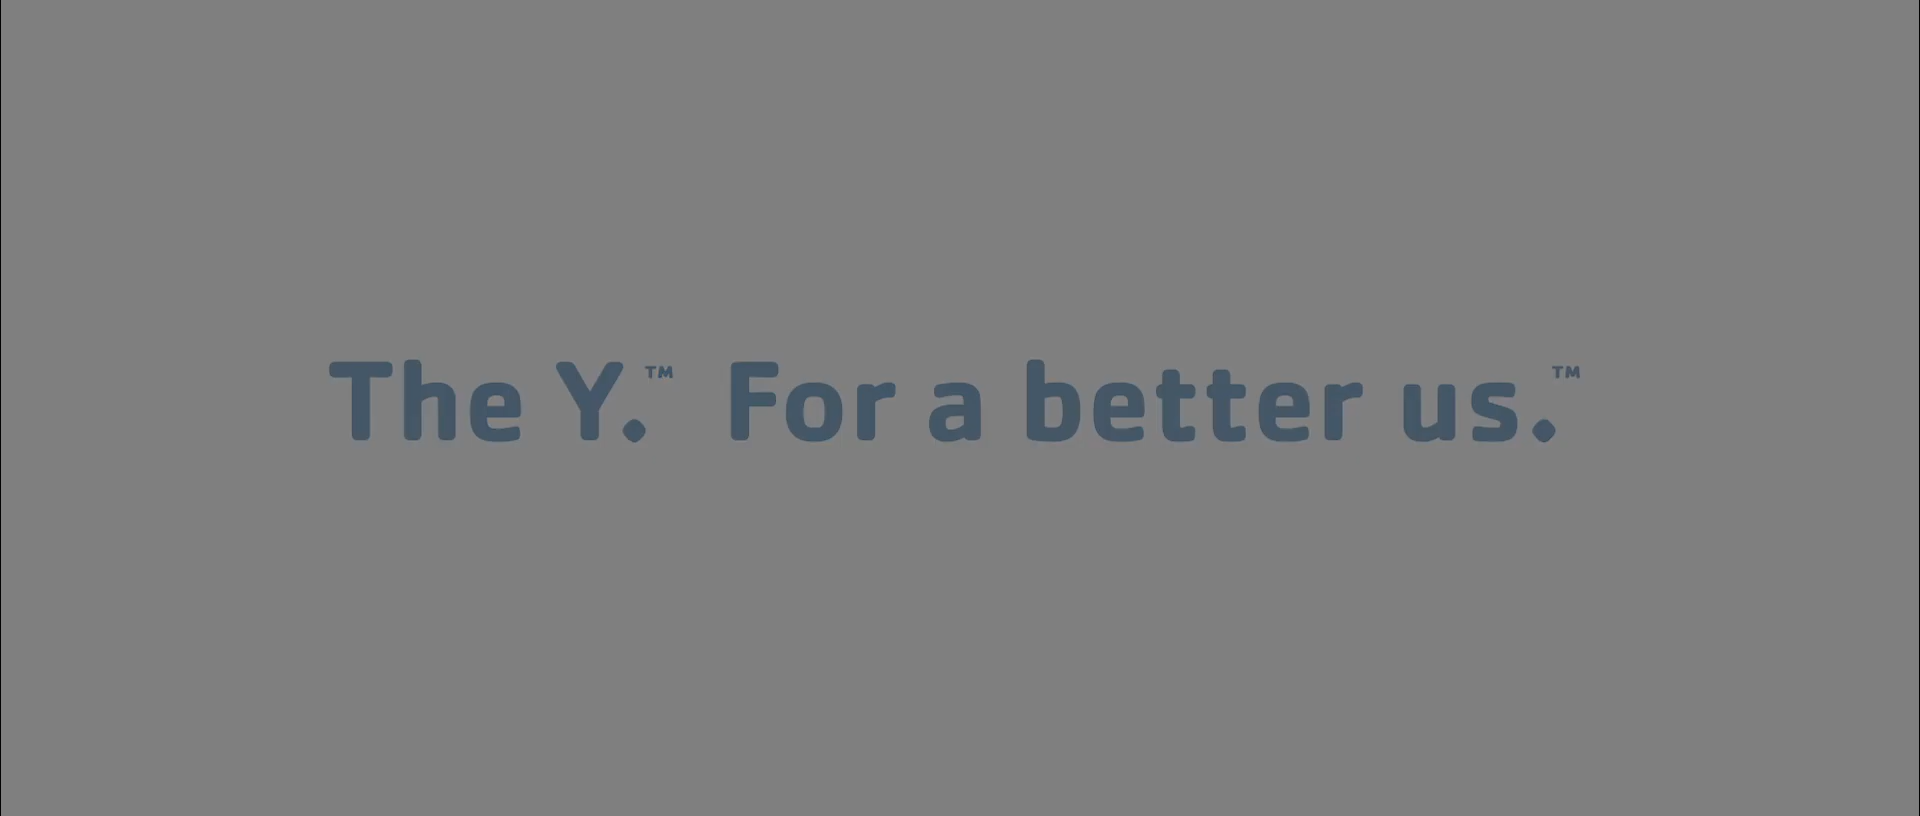 The Y.™ For a better us.™